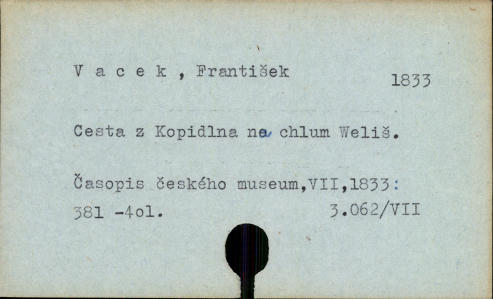 V a c e k , František
1833
Cesta z Kopidlna na chlum Weliš.
Časopis českého museum,VII,1833:
381 -4ol.
3.062/VII